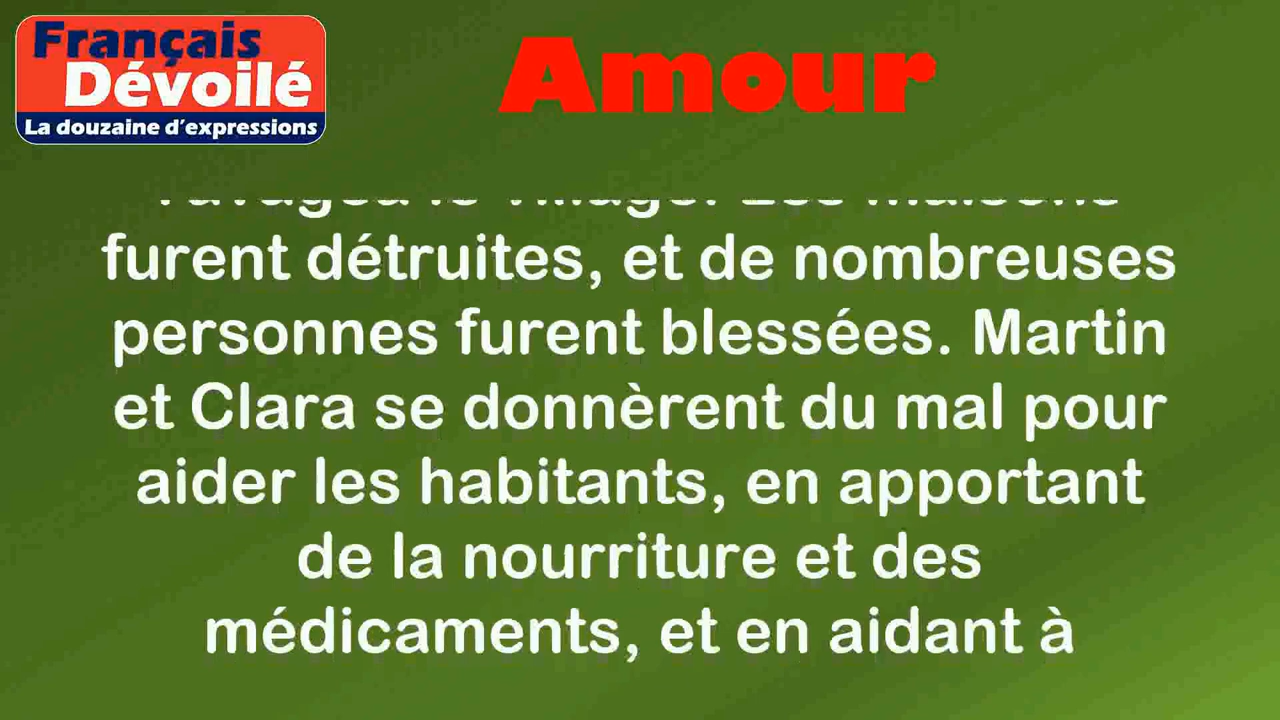 Français
Dévoilé
La douzaine d'expressions
Amour
furent détruites, et de nombreuses
personnes furent blessées. Martin
et Clara se donnèrent du mal pour
aider les habitants, en apportant
de la nourriture et des
médicaments, et en aidant à